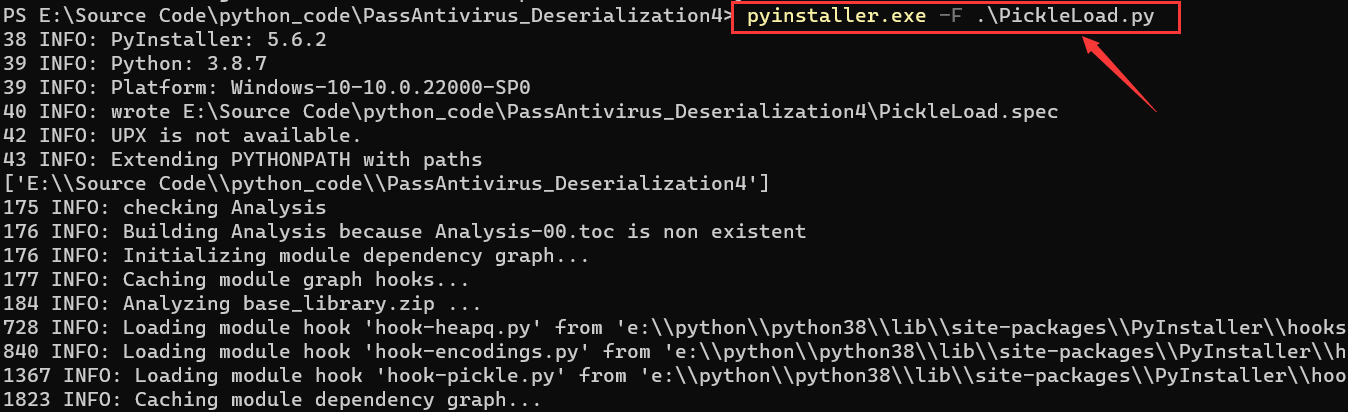 PS E:\Source Code\python_code\PassAntivirus_Deserialization4> pyinstaller.exe -F .\PickleLoad.py
38 INFO: PyInstaller: 5.6.2
39 INFO: Python: 3.8.7
39 INFO: Platform: Windows-10-10.0.22000-SP0
40 INFO: wrote E:\Source Code\python_code\PassAntivirus_Deserialization4\PickleLoad.spec
42 INFO: UPX is not available.
43 INFO: Extending PYTHONPATH with paths
['E:\\Source Code\\python_code\\PassAntivirus_Deserialization4']
175 INFO: checking Analysis
176 INFO: Building Analysis because Analysis-00.toc is non existent
176 INFO: Initializing module dependency graph...
177 INFO: Caching module graph hooks...
184 INFO: Analyzing base_library.zip ...
728 INFO: Loading module hook 'hook-heapq.py' from 'e:\\python\\python38\\lib\\site-packages\\PyInstaller\\hooks
840 INFO: Loading module hook 'hook-encodings.py' from 'e:\\python\\python38\\lib\\site-packages\\PyInstaller\\h
1367 INFO: Loading module hook 'hook-pickle.py' from 'e:\\python\\python38\\lib\\site-packages\\PyInstaller\\hoo
1823 INFO: Caching module dependency graph...